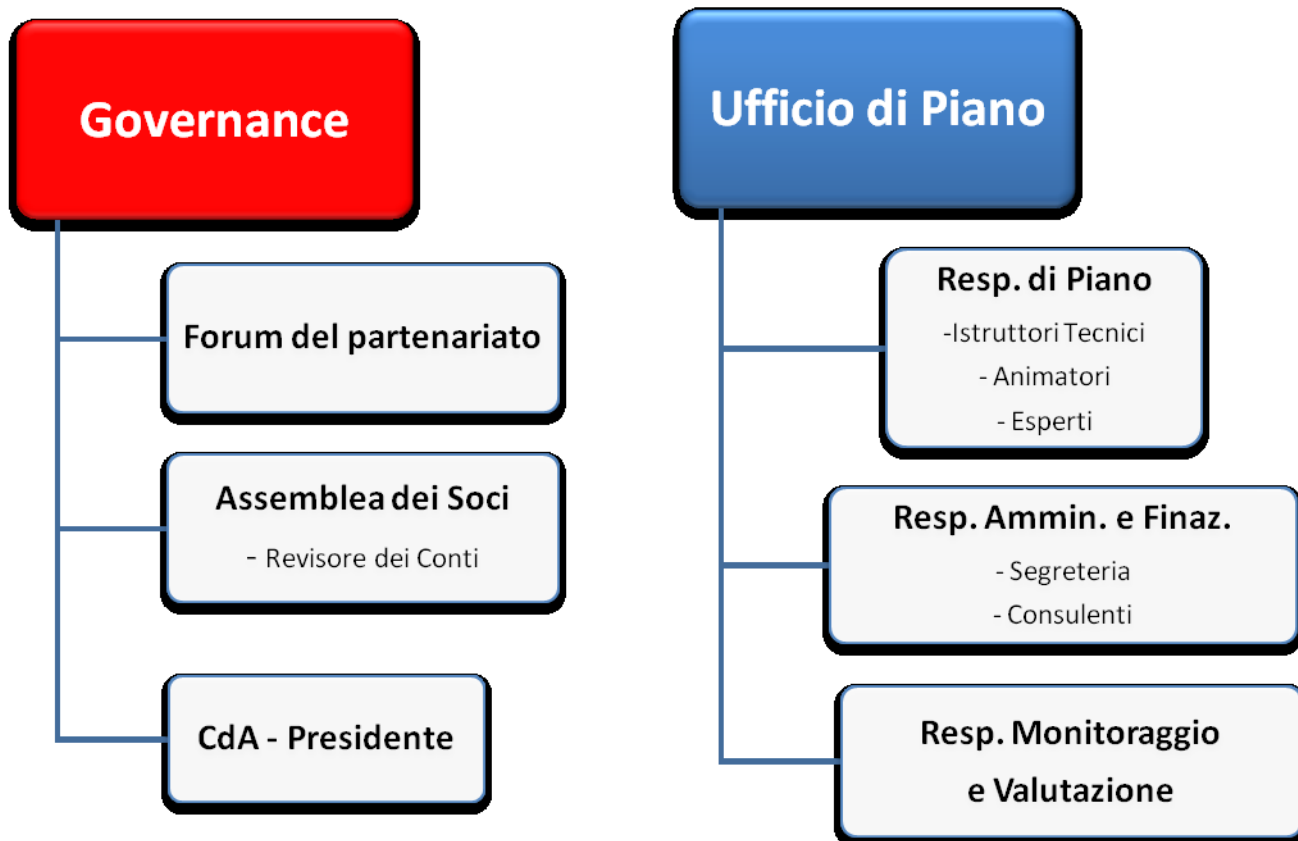 Governance
Forum del partenariato
Assemblea dei Soci
- Revisore dei Conti
CdA - Presidente
Ufficio di Piano
Resp. di Piano
-Istruttori Tecnici
- Animatori
- Esperti
Resp. Ammin. e Finaz.
- Segreteria
- Consulenti
Resp. Monitoraggio
e Valutazione